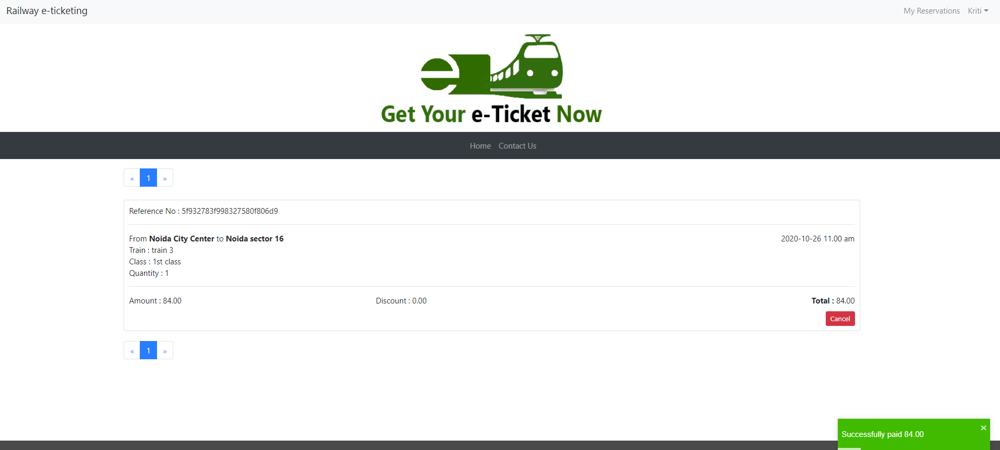 Railway e-ticketing
My Reservations Kriti
Get Your e-Ticket Now
Home Contact Us
« 1 »
Reference No : 5f932783f998327580f806d9
From Noida City Center to Noida sector 16 2020-10-26 11.00 am
Train : train 3
Class : 1st class
Quantity : 1
Amount : 84.00 Discount : 0.00 Total : 84.00
Cancel
« 1 »
Successfully paid 84.00 ×